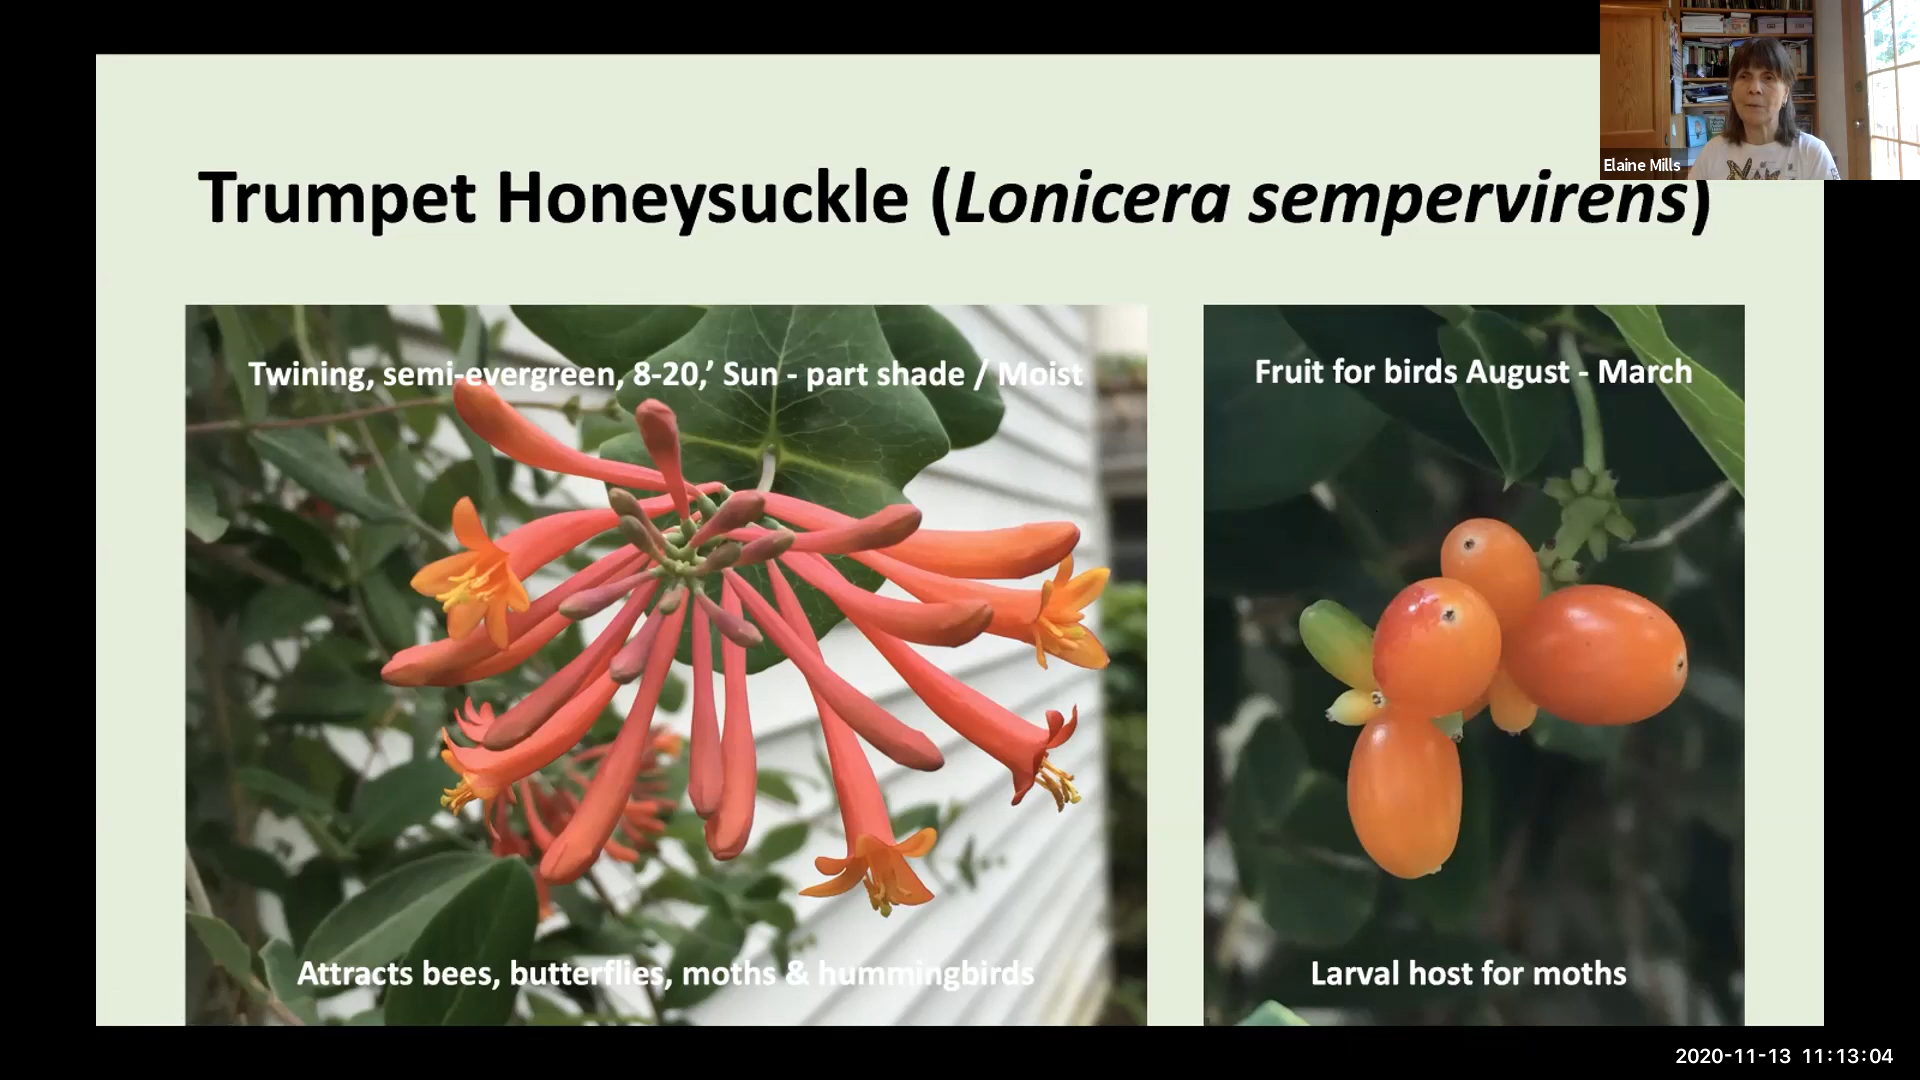 Elaine Mills
Trumpet Honeysuckle (Lonicera sempervirens)
Twining, semi-evergreen, 8-20,’ Sun - part shade / Moist
Fruit for birds August - March
Attracts bees, butterflies, moths & hummingbirds
Larval host for moths
2020-11-13 11:13:04